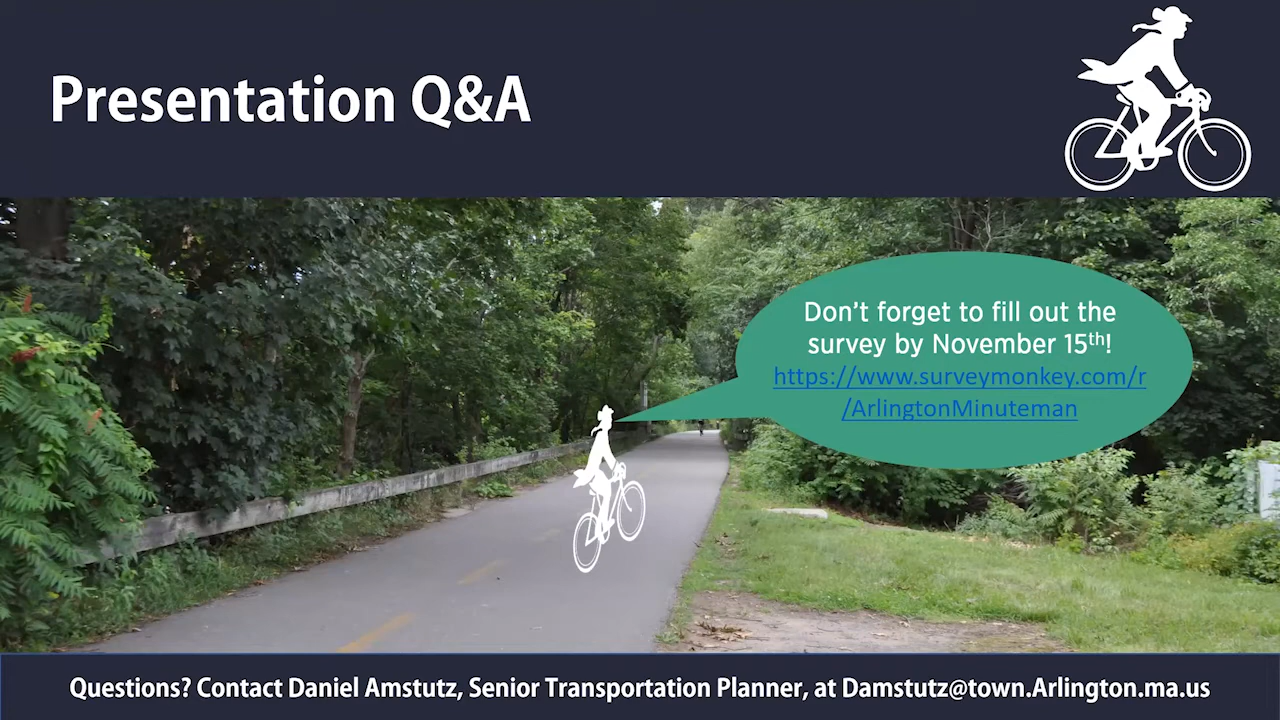 Presentation Q&A
Don't forget to fill out the
survey by November 15th!
https://www.surveymonkey.com/r
/ArlingtonMinuteman
Questions? Contact Daniel Amstutz, Senior Transportation Planner, at Damstutz@town.Arlington.ma.us